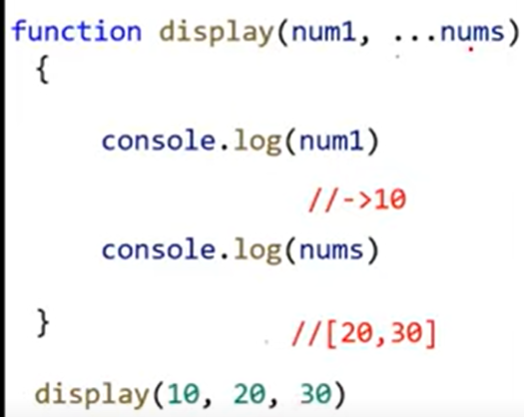 function display(num1, ...nums)
{
console.log(num1)
//->10
console.log(nums)
}
//[20,30]
display(10, 20, 30)